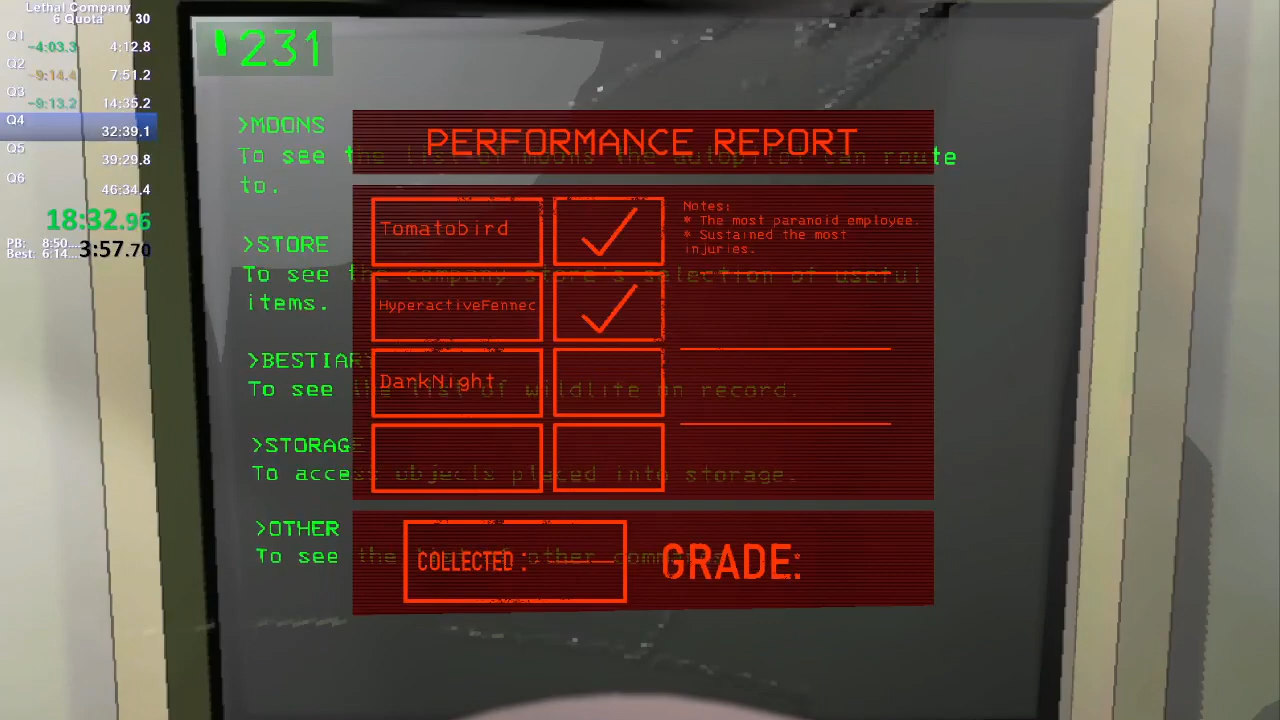 Lethal Company
6 Quota 30
Q1
-4:03.3 4:12.8
Q2
-9:14.4 7:51.2
Q3
-9:13.2 14:35.2
Q4
32:39.1
Q5
39:29.8
Q6
46:34.4
18:32.96
PB: 8:50...
Best: 6:14...
3:57.70
231
>MOONS
To see the list of moons the autopilot can route
to.
>STORE
To see the company store's selection of useful
items.
>BESTIARY
To see the list of wildlife on record.
>STORAGE
To access objects placed into storage.
>OTHER
To see the list of other commands
PERFORMANCE REPORT
Tomatobird
Notes:
* The most paranoid employee.
* Sustained the most
injuries.
HyperactiveFennec
DarkNight
COLLECTED :
GRADE: